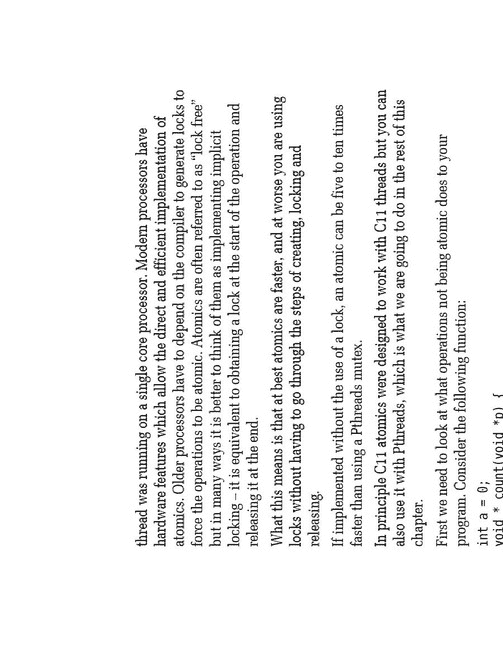 thread was running on a single core processor. Modern processors have
hardware features which allow the direct and efficient implementation of
atomics. Older processors have to depend on the compiler to generate locks to
force the operations to be atomic. Atomics are often referred to as “lock free”
but in many ways it is better to think of them as implementing implicit
locking – it is equivalent to obtaining a lock at the start of the operation and
releasing it at the end.
What this means is that at best atomics are faster, and at worse you are using
locks without having to go through the steps of creating, locking and
releasing.
If implemented without the use of a lock, an atomic can be five to ten times
faster than using a Pthreads mutex.
In principle C11 atomics were designed to work with C11 threads but you can
also use it with Pthreads, which is what we are going to do in the rest of this
chapter.
First we need to look at what operations not being atomic does to your
program. Consider the following function:
int a = 0;
void * count(void *p) {